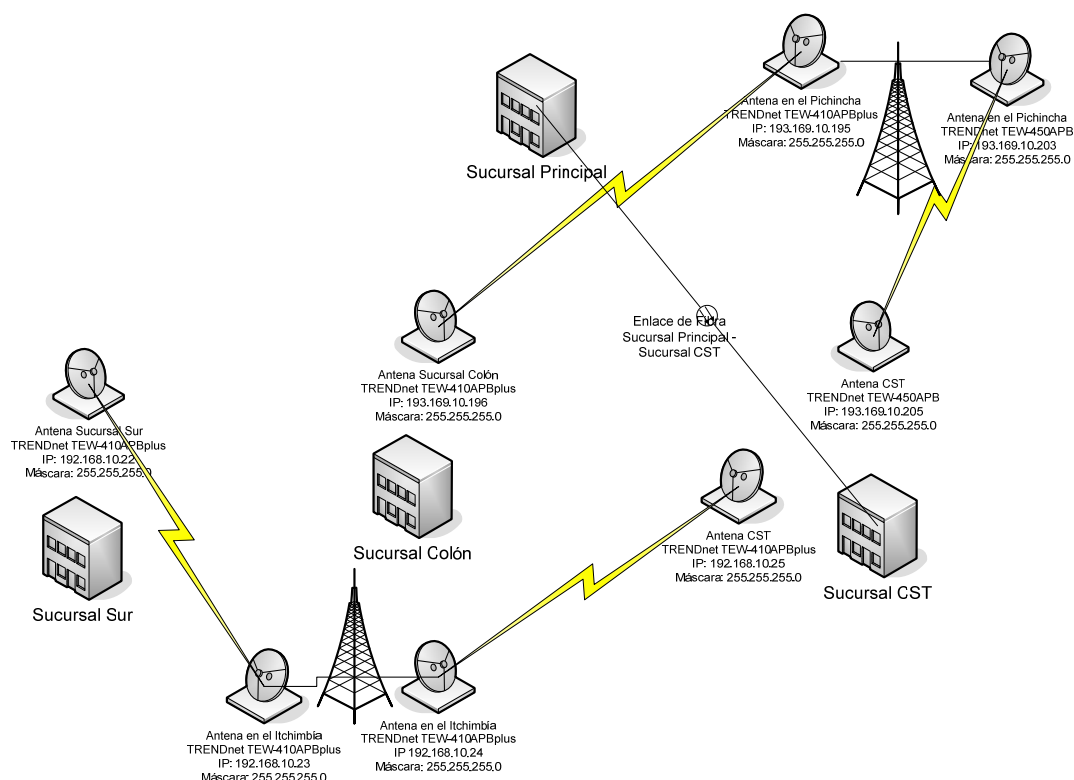 Antena en el Pichincha
TRENDnet TEW-410APBplus
IP: 193.169.10.195
Máscara: 255.255.255.0
Antena en el Pichincha
TRENDnet TEW-450APB
IP: 193.169.10.203
Máscara: 255.255.255.0
Sucursal Principal
Enlace de Fibra
Sucursal Principal -
Sucursal CST
Antena Sucursal Colón
TRENDnet TEW-410APBplus
IP: 193.169.10.196
Máscara: 255.255.255.0
Antena CST
TRENDnet TEW-450APB
IP: 193.169.10.205
Máscara: 255.255.255.0
Antena Sucursal Sur
TRENDnet TEW-410APBplus
IP: 192.168.10.22
Máscara: 255.255.255.0
Sucursal Colón
Antena CST
TRENDnet TEW-410APBplus
IP: 192.168.10.25
Máscara: 255.255.255.0
Sucursal CST
Sucursal Sur
Antena en el Itchimbía
TRENDnet TEW-410APBplus
IP: 192.168.10.23
Máscara: 255.255.255.0
Antena en el Itchimbía
TRENDnet TEW-410APBplus
IP 192.168.10.24
Máscara: 255.255.255.0